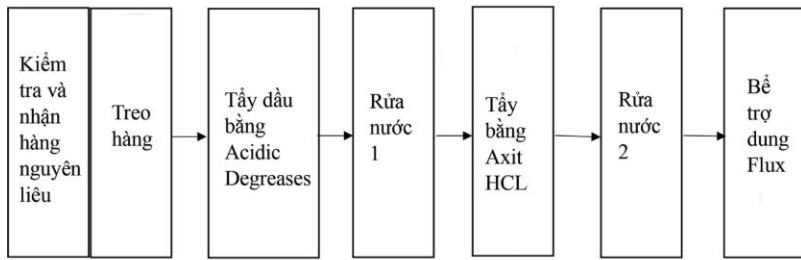 Kiểm
tra và
nhận
hàng
nguyên
liêu
Treo
hàng
Tẩy dầu
bằng
Acidic
Degreases
Rửa
nước
1
Tẩy
bằng
Axit
HCL
Rửa
nước
2
Bể
trợ
dung
Flux